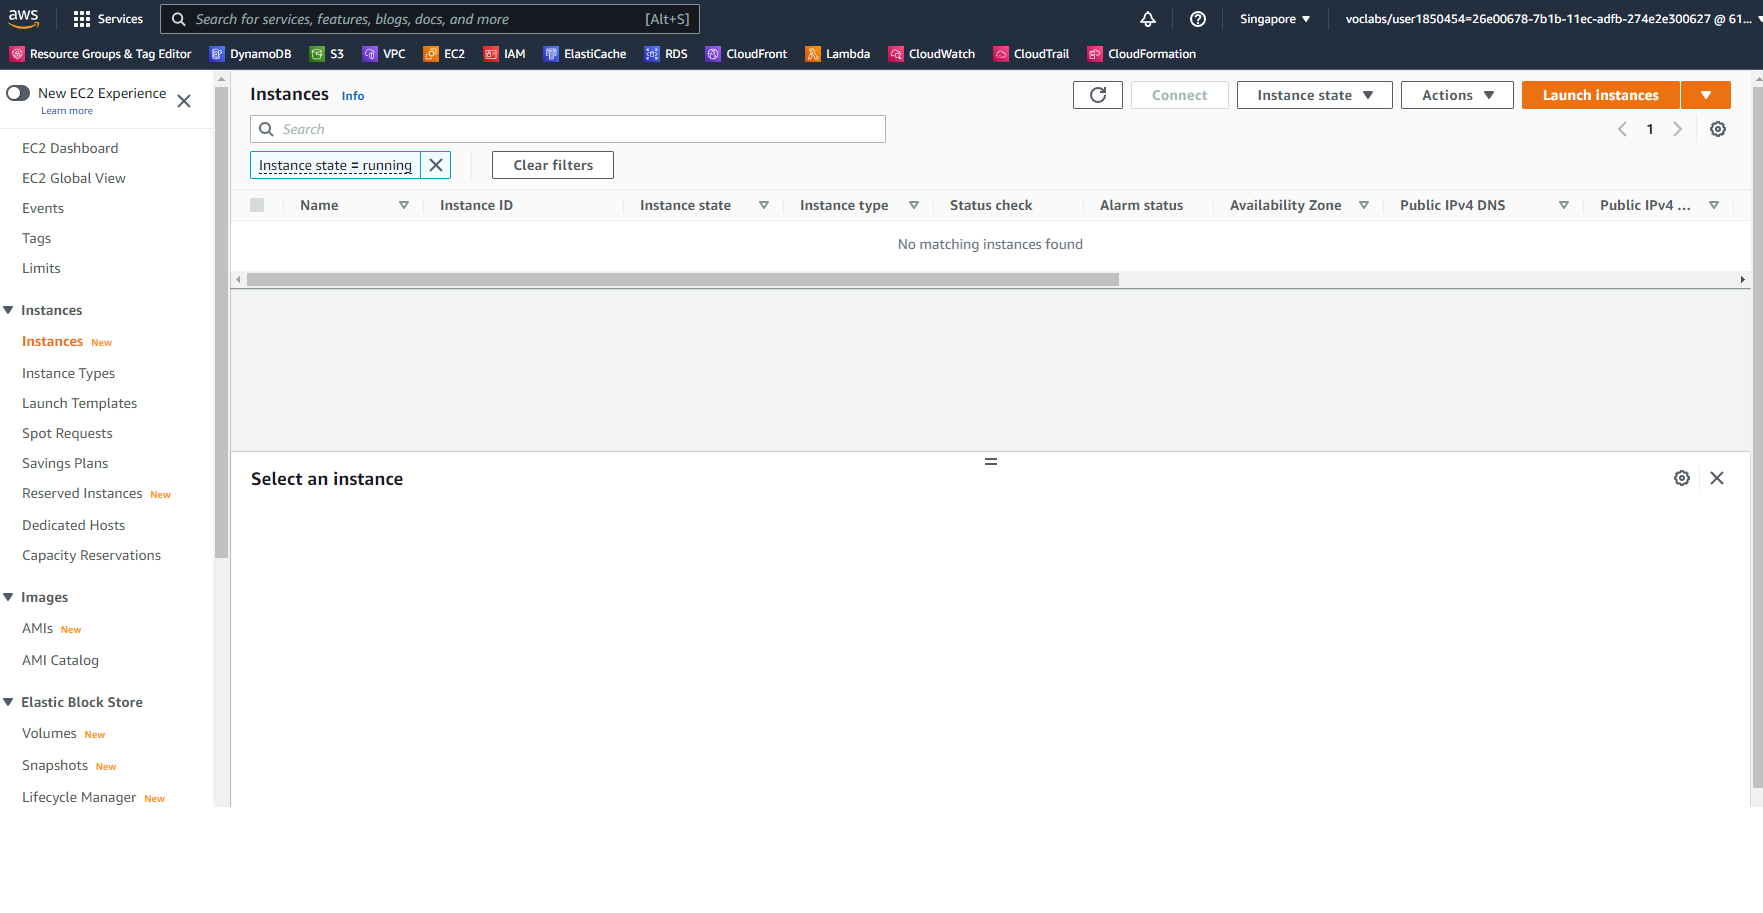 aws Services Search for services, features, blogs, docs, and more [Alt+S] Singapore voclabs/user1850454=26e00678-7b1b-11ec-adfb-274e2e300627 @ 61...
Resource Groups & Tag Editor DynamoDB S3 VPC EC2 IAM ElastiCache RDS CloudFront Lambda CloudWatch CloudTrail CloudFormation
New EC2 Experience
Learn more
EC2 Dashboard
EC2 Global View
Events
Tags
Limits
Instances
Instances New
Instance Types
Launch Templates
Spot Requests
Savings Plans
Reserved Instances New
Dedicated Hosts
Capacity Reservations
Images
AMIs New
AMI Catalog
Elastic Block Store
Volumes New
Snapshots New
Lifecycle Manager New
Instances Info Connect Instance state Actions Launch instances
Search 1
Instance state = running Clear filters
Name Instance ID Instance state Instance type Status check Alarm status Availability Zone Public IPv4 DNS Public IPv4 ...
No matching instances found
Select an instance